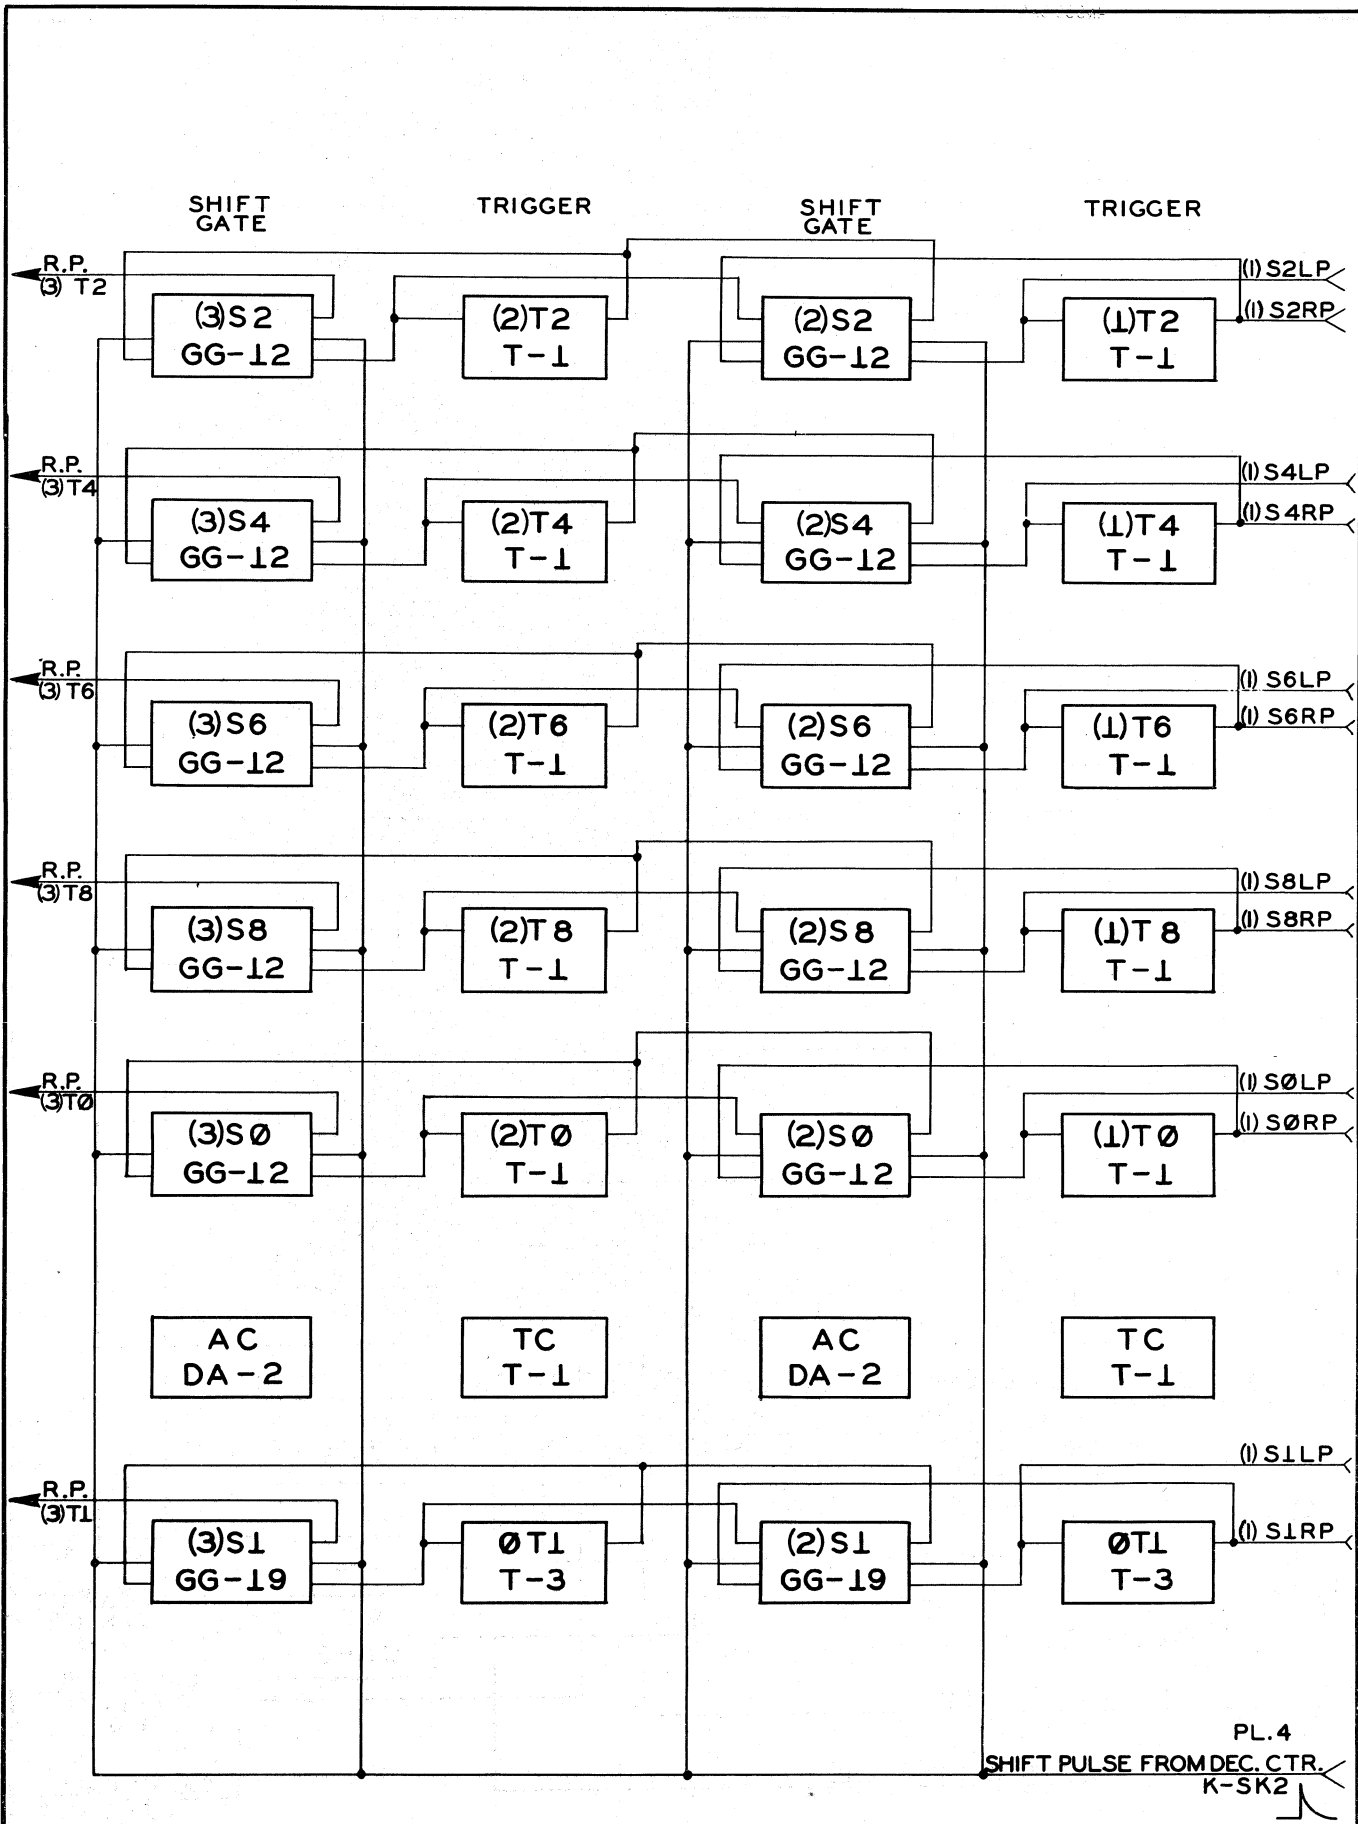 SHIFT
GATE
TRIGGER
SHIFT
GATE
TRIGGER
R.P.
(3) T2
(3)S2
GG-12
(2)T2
T-1
(2)S2
GG-12
(1)T2
T-1
(1) S2LP
(1) S2RP
R.P.
(3)T4
(3)S4
GG-12
(2)T4
T-1
(2)S4
GG-12
(1)T4
T-1
(1) S4LP
(1) S4RP
R.P.
(3) T6
(3)S6
GG-12
(2)T6
T-1
(2)S6
GG-12
(1)T6
T-1
(1) S6LP
(1) S6RP
R.P.
(3)T8
(3)S8
GG-12
(2)T8
T-1
(2)S8
GG-12
(1)T8
T-1
(1) S8LP
(1) S8RP
R.P.
(3)TØ
(3)SØ
GG-12
(2)TØ
T-1
(2)SØ
GG-12
(1)TØ
T-1
(1) SØLP
(1) SØRP
AC
DA-2
TC
T-1
AC
DA-2
TC
T-1
R.P.
(3)T1
(3)S1
GG-19
ØT1
T-3
(2)S1
GG-19
ØT1
T-3
(1) S1LP
(1) S1RP
PL.4
SHIFT PULSE FROM DEC. CTR.
K-SK2